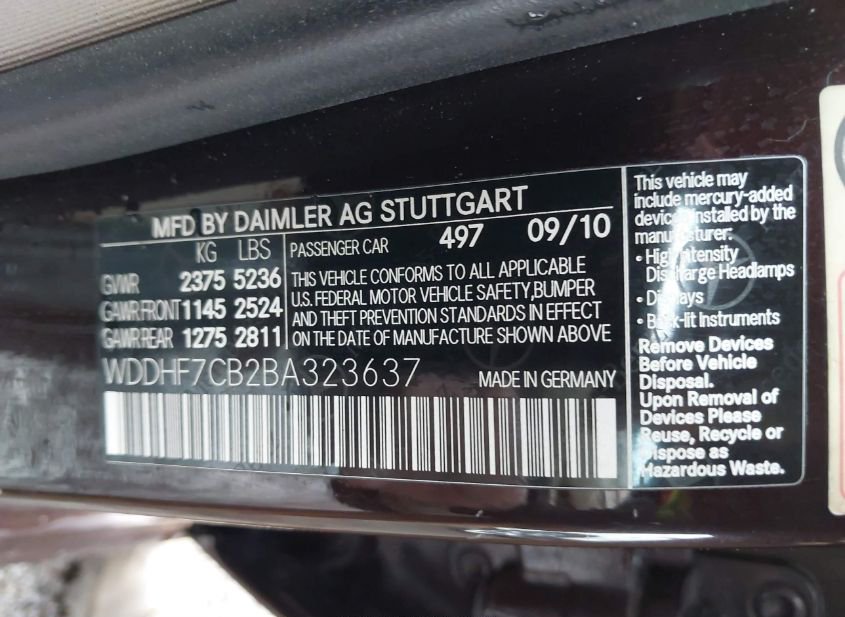 MFD BY DAIMLER AG STUTTGART
KG LBS
GVWR 2375 5236
GAWR FRONT 1145 2524
GAWR REAR 1275 2811
PASSENGER CAR 497 09/10
THIS VEHICLE CONFORMS TO ALL APPLICABLE
U.S. FEDERAL MOTOR VEHICLE SAFETY, BUMPER
AND THEFT PREVENTION STANDARDS IN EFFECT
ON THE DATE OF MANUFACTURE SHOWN ABOVE
WDDHF7CB2BA323637 MADE IN GERMANY
This vehicle may
include mercury-added
devices installed by the
manufacturer:
• High Intensity
Discharge Headlamps
• Displays
• Back-lit Instruments
Remove Devices
Before Vehicle
Disposal.
Upon Removal of
Devices Please
Reuse, Recycle or
Dispose as
Hazardous Waste.